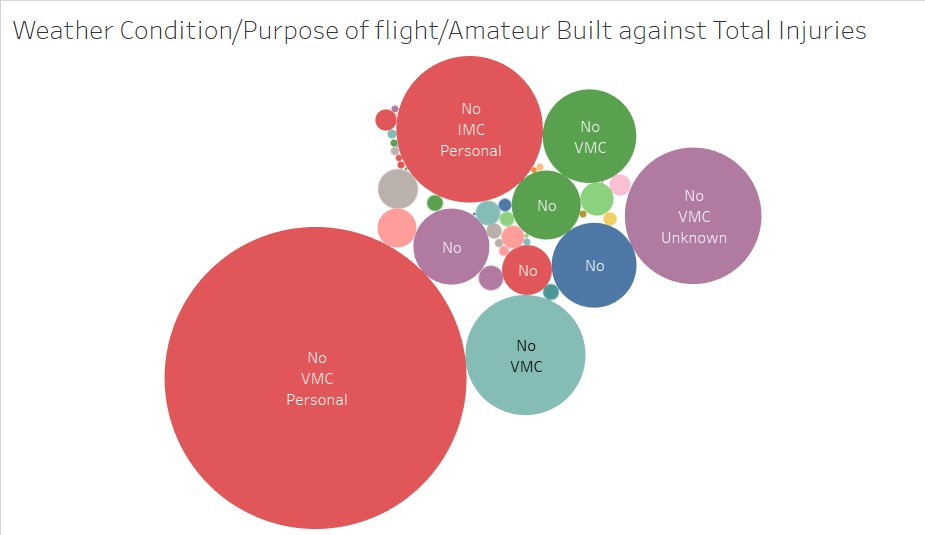 Weather Condition/Purpose of flight/Amateur Built against Total Injuries
No
IMC
Personal
No
VMC
No
VMC
Unknown
No
No
No
No
No
VMC
No
VMC
Personal